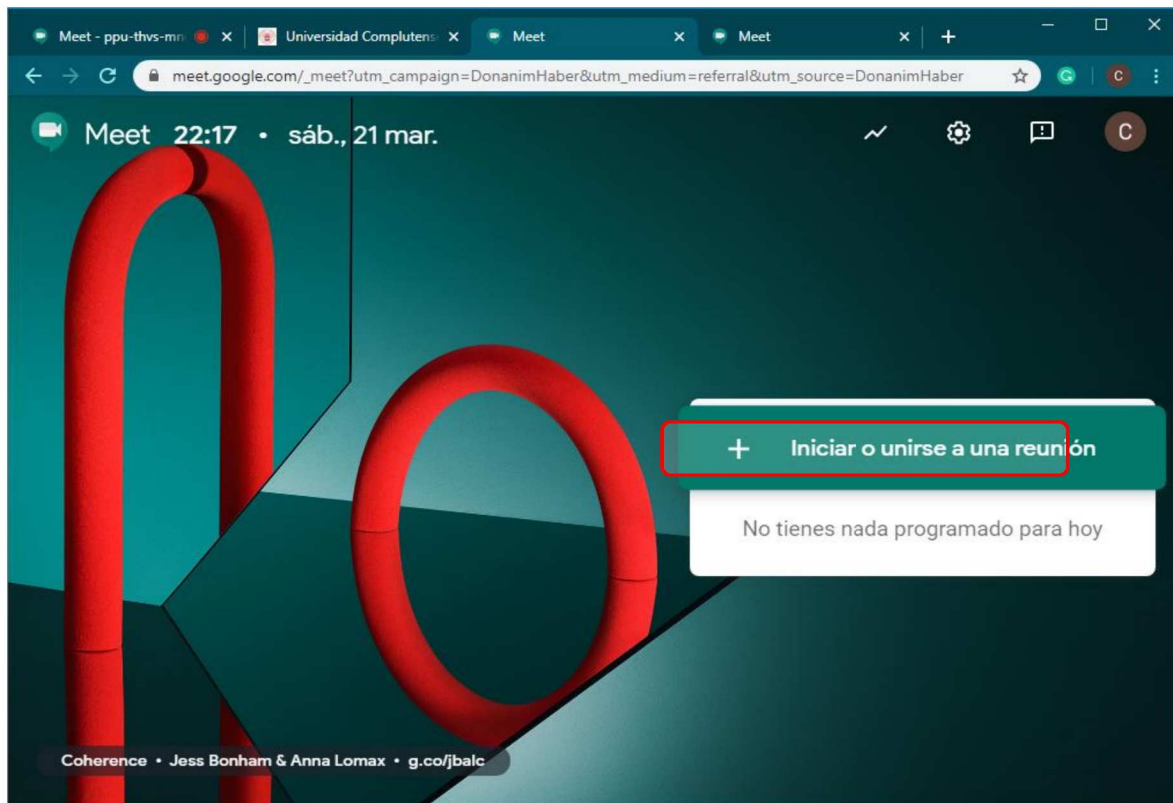 Meet - ppu-thvs-mn
Universidad Complutens
Meet
Meet
meet.google.com/_meet?utm_campaign=DonanimHaber&utm_medium=referral&utm_source=DonanimHaber
C
Meet 22:17 • sáb., 21 mar.
C
+ Iniciar o unirse a una reunión
No tienes nada programado para hoy
Coherence • Jess Bonham & Anna Lomax • g.co/jbalc